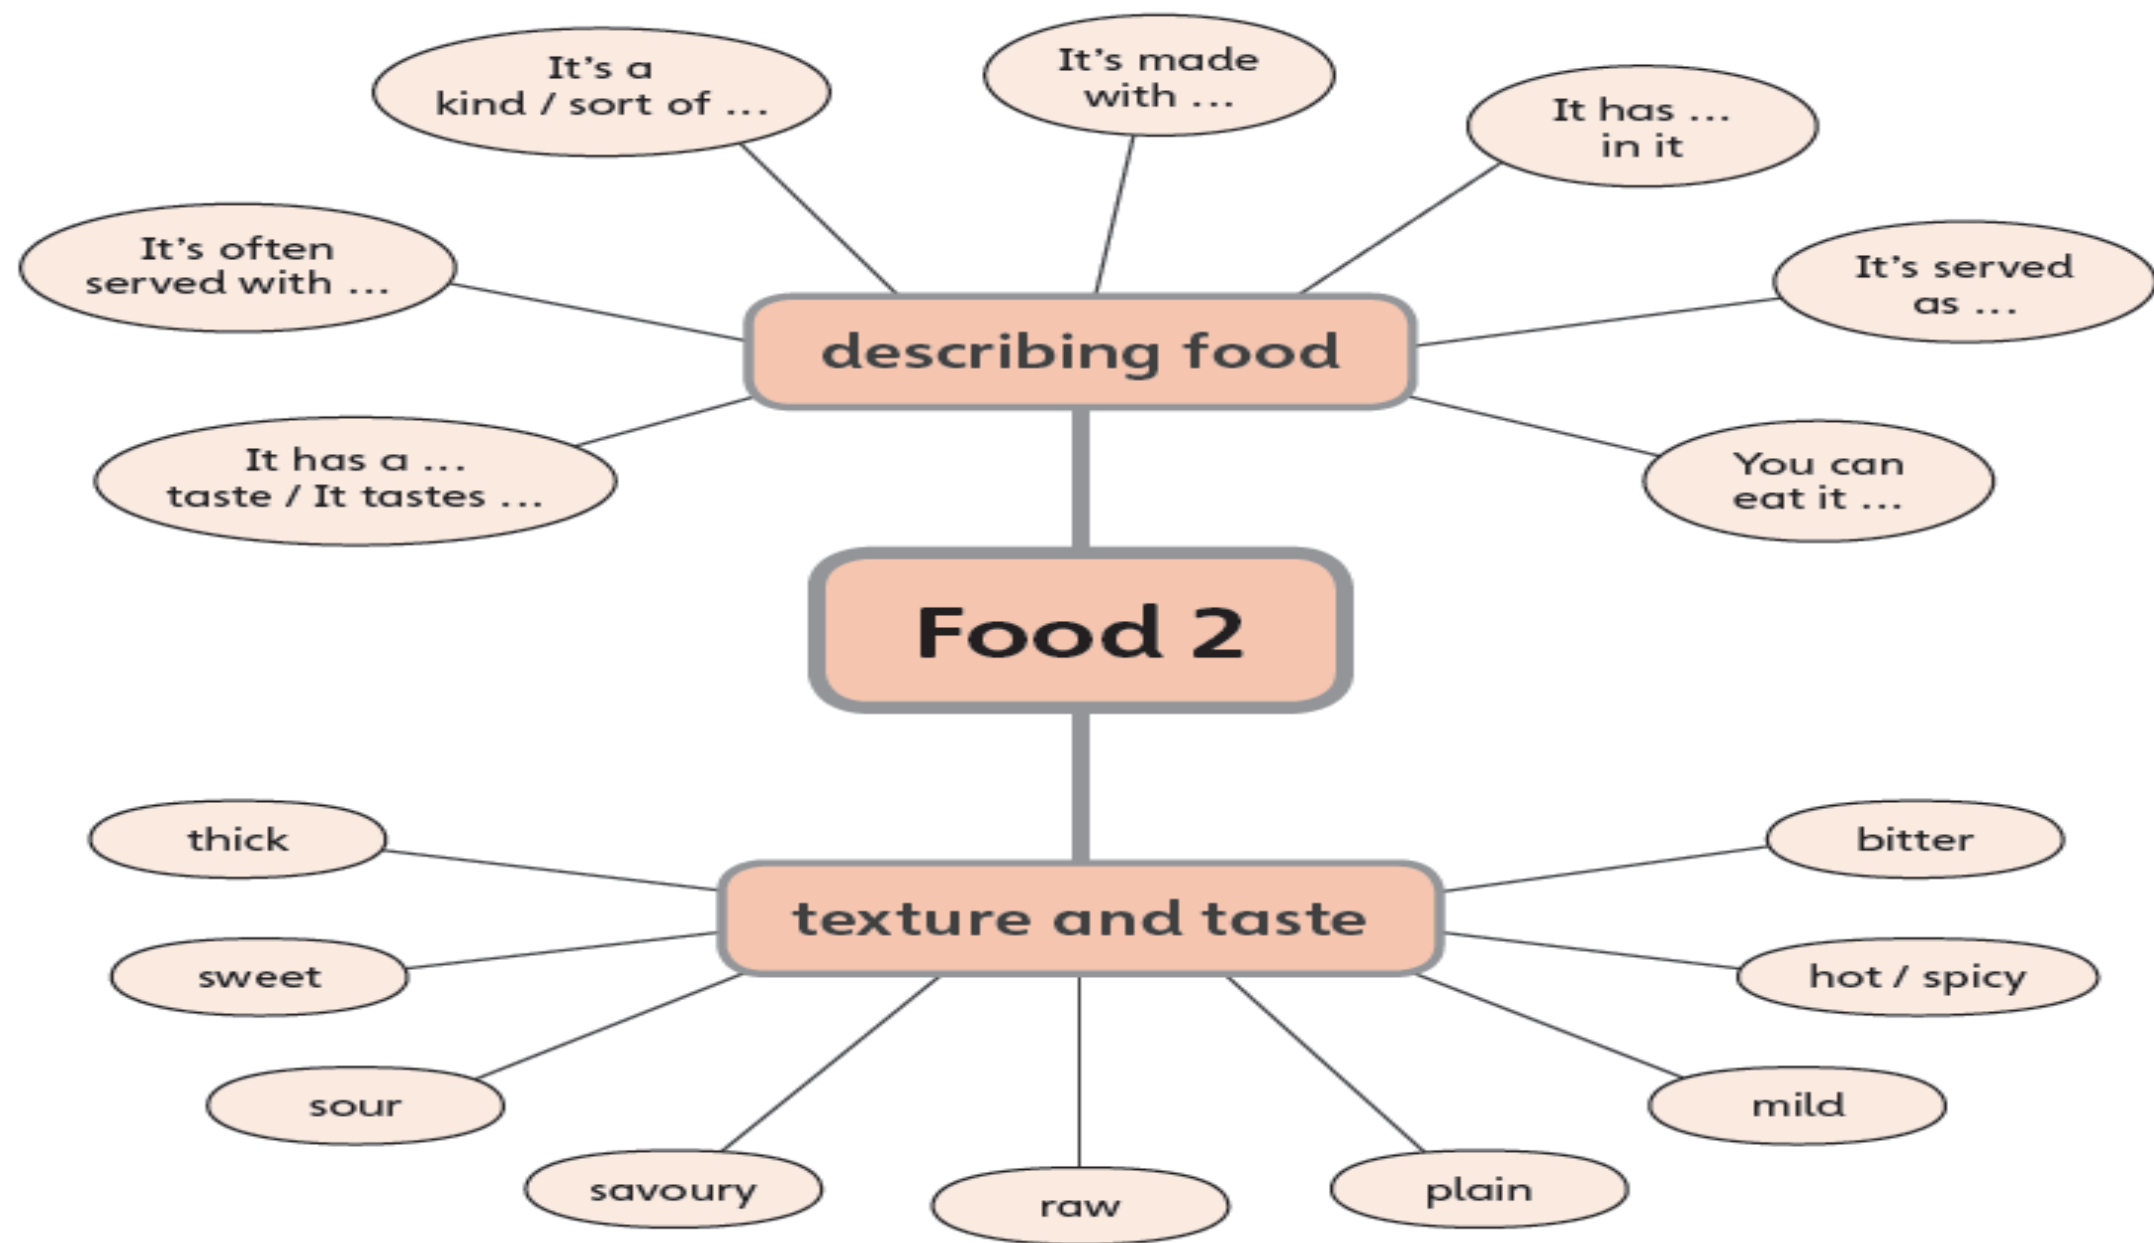 It’s a
kind / sort of ...
It’s made
with ...
It has ...
in it
It’s often
served with ...
It’s served
as ...
describing food
It has a ...
taste / It tastes ...
You can
eat it ...
Food 2
thick
bitter
texture and taste
sweet
hot / spicy
sour
mild
savoury
raw
plain